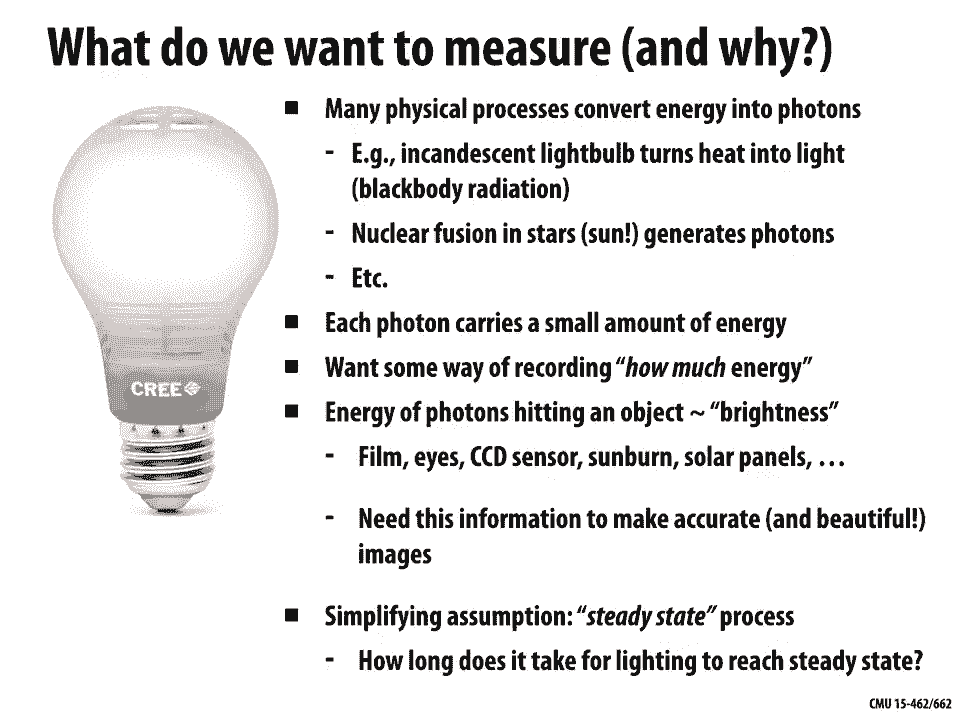 What do we want to measure (and why?)
■ Many physical processes convert energy into photons
- E.g., incandescent lightbulb turns heat into light
(blackbody radiation)
- Nuclear fusion in stars (sun!) generates photons
- Etc.
■ Each photon carries a small amount of energy
■ Want some way of recording “how much energy”
■ Energy of photons hitting an object ~ “brightness”
- Film, eyes, CCD sensor, sunburn, solar panels, …
- Need this information to make accurate (and beautiful!)
images
■ Simplifying assumption: “steady state” process
- How long does it take for lighting to reach steady state?
CREE
CMU 15-462/662